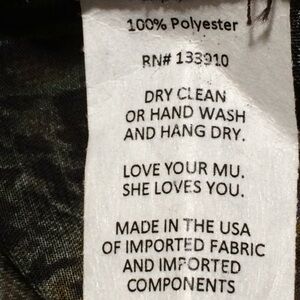 100% Polyester
RN# 133910
DRY CLEAN
OR HAND WASH
AND HANG DRY.
LOVE YOUR MU.
SHE LOVES YOU.
MADE IN THE USA
OF IMPORTED FABRIC
AND IMPORTED
COMPONENTS